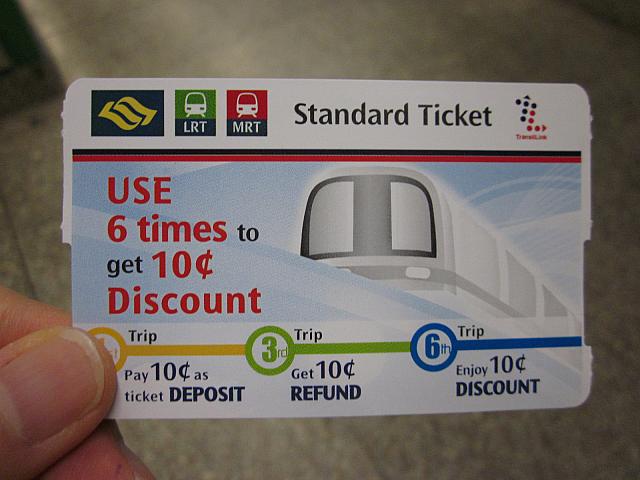 LRT MRT Standard Ticket
TransitLink
USE
6 times to
get 10¢
Discount
Trip 3rd Trip 6th Trip
Pay 10¢ as Get 10¢ Enjoy 10¢
ticket DEPOSIT REFUND DISCOUNT